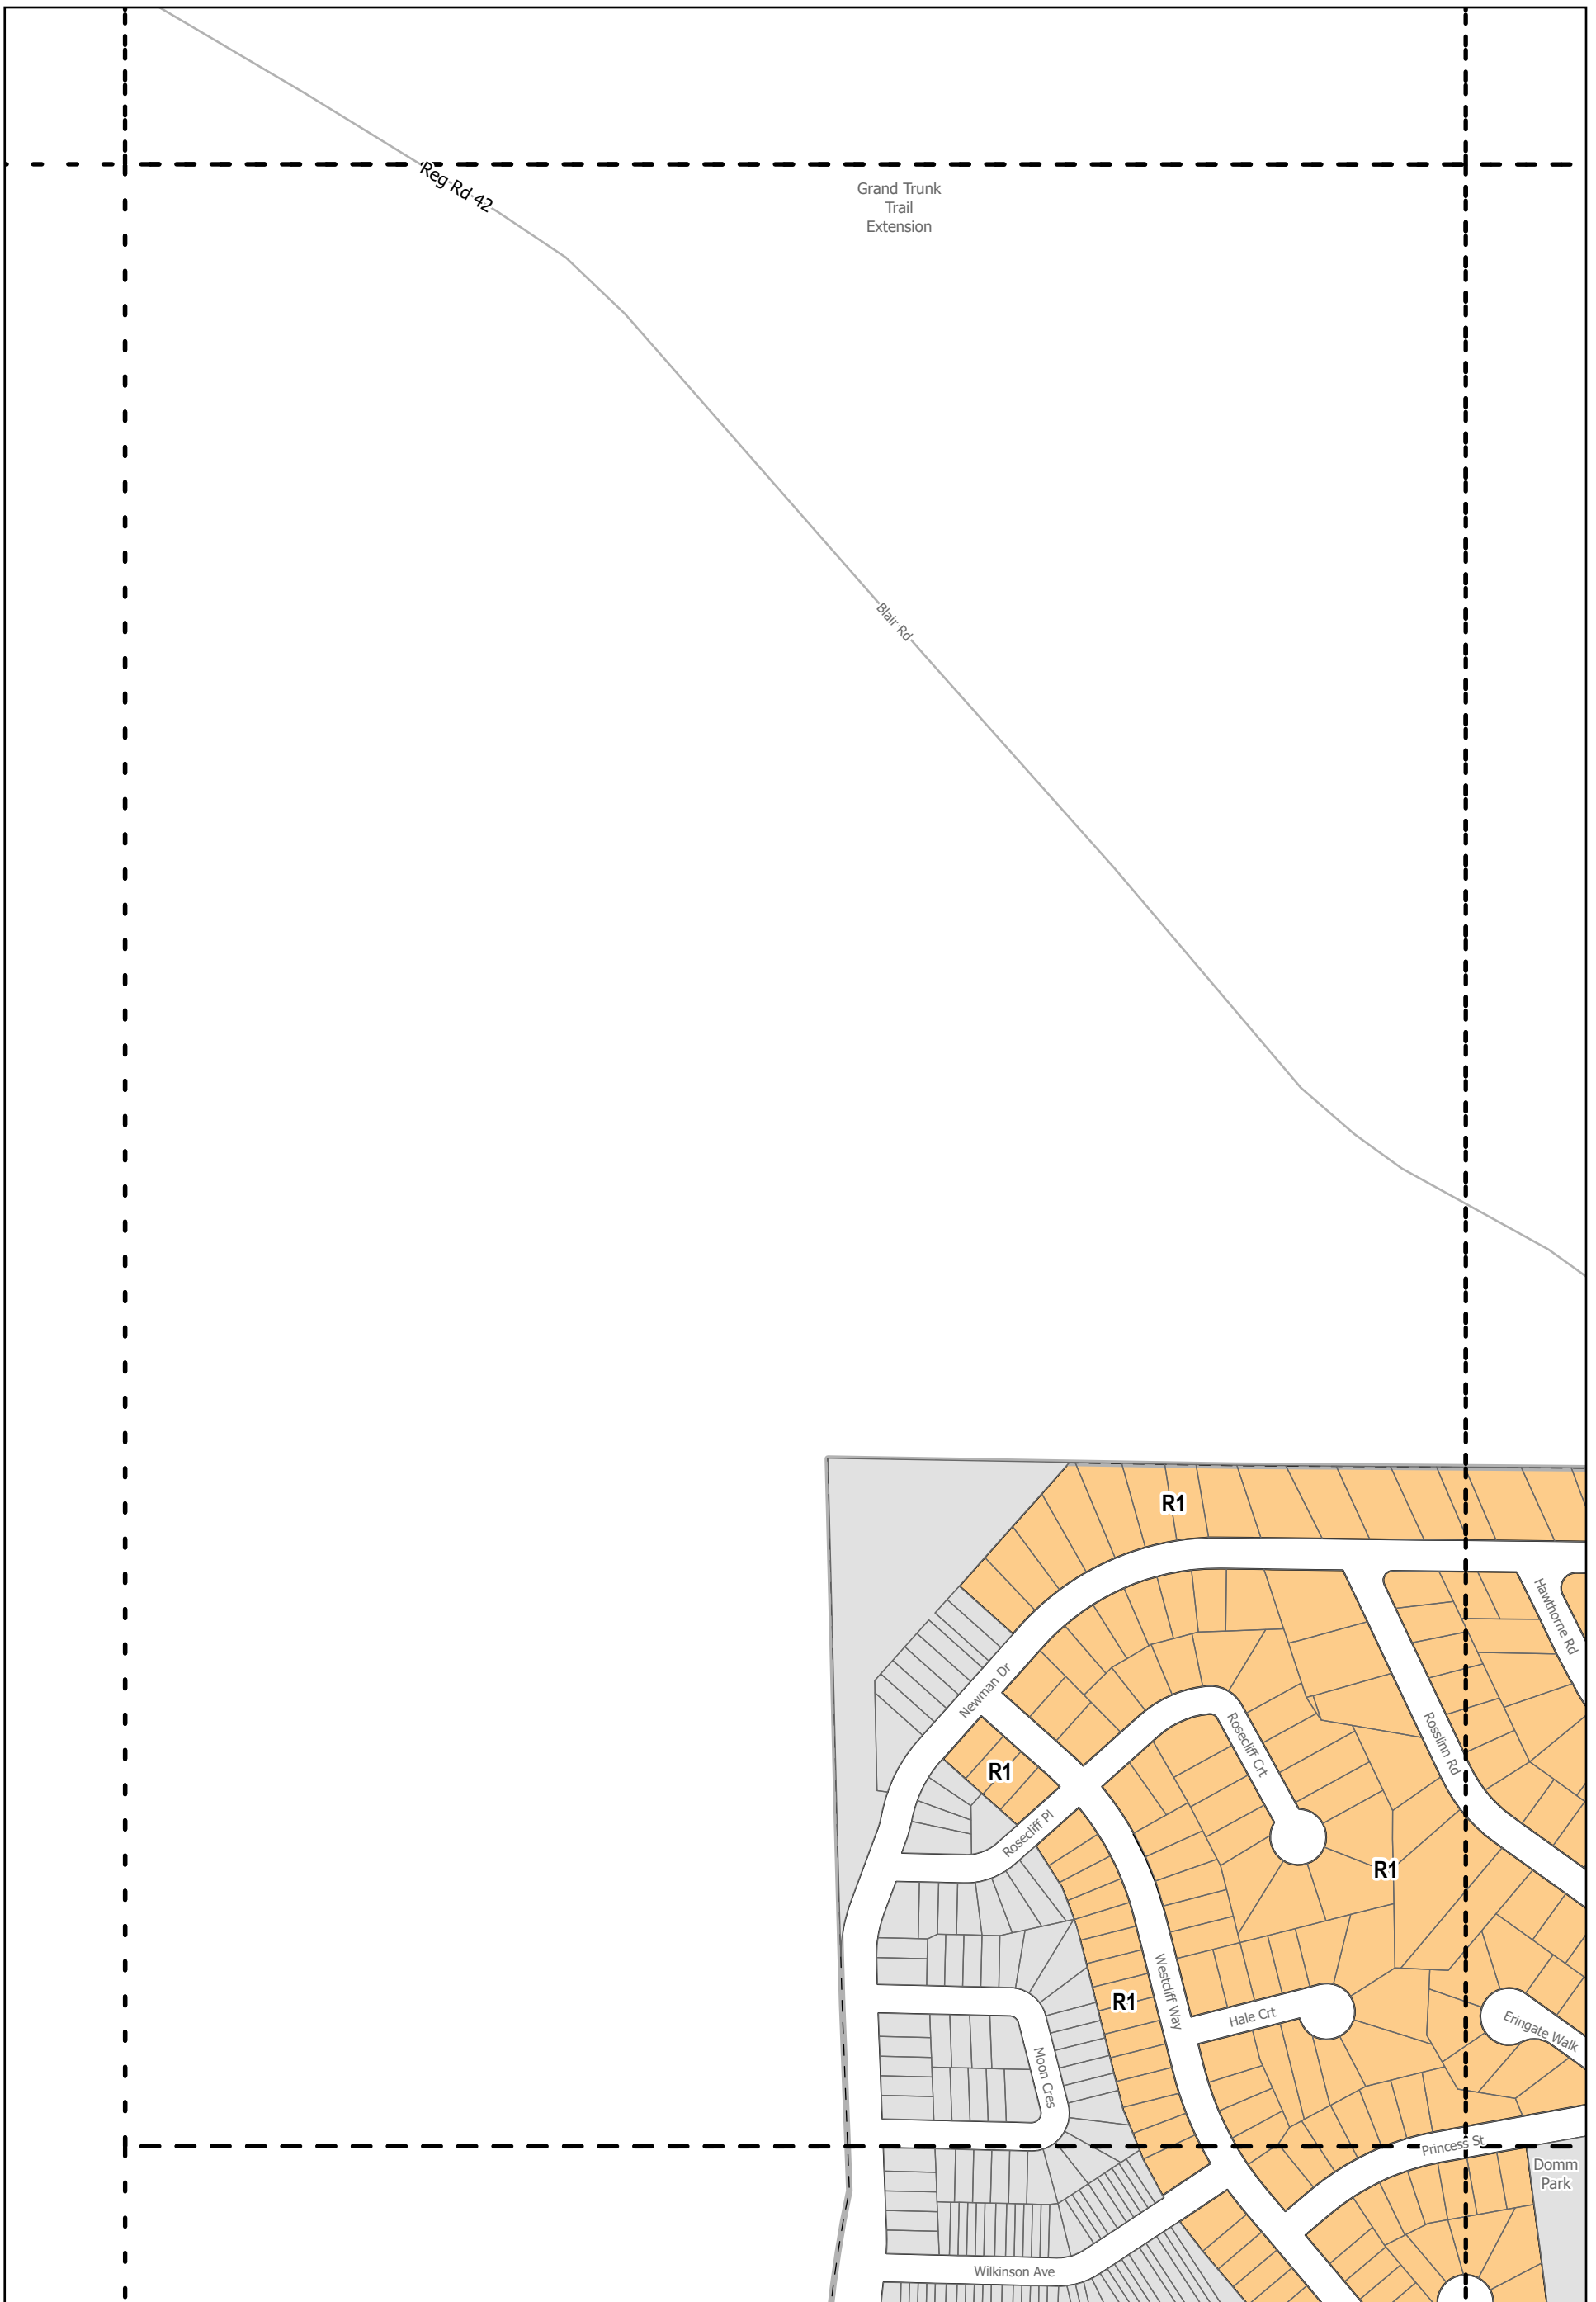 Reg Rd 42
Grand Trunk
Trail
Extension
Blair Rd
R1
Hawthorne Rd
Newman Dr
Rosecliff Crt
Rosslinn Rd
R1
Rosecliff Pl
R1
Westcliff Way
R1
Hale Crt
Eringate Walk
Moon Cres
Princess St
Domm
Park
Wilkinson Ave